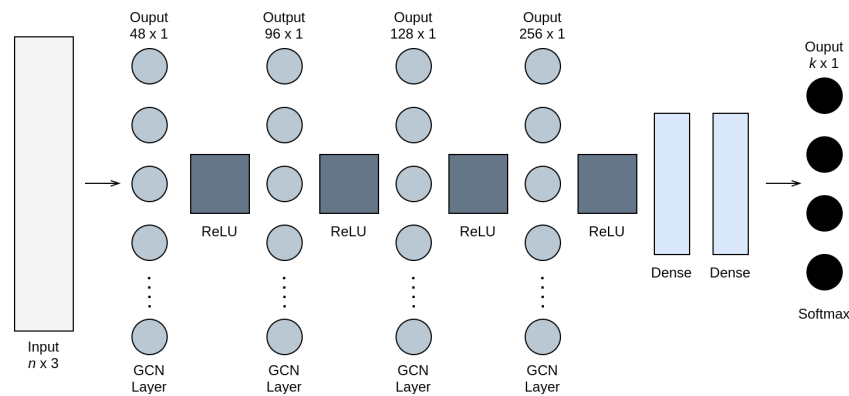 Ouput
48 x 1
Output
96 x 1
Ouput
128 x 1
Ouput
256 x 1
Ouput
k x 1
ReLU
ReLU
ReLU
ReLU
Dense
Dense
Softmax
Input
n x 3
GCN
Layer
GCN
Layer
GCN
Layer
GCN
Layer